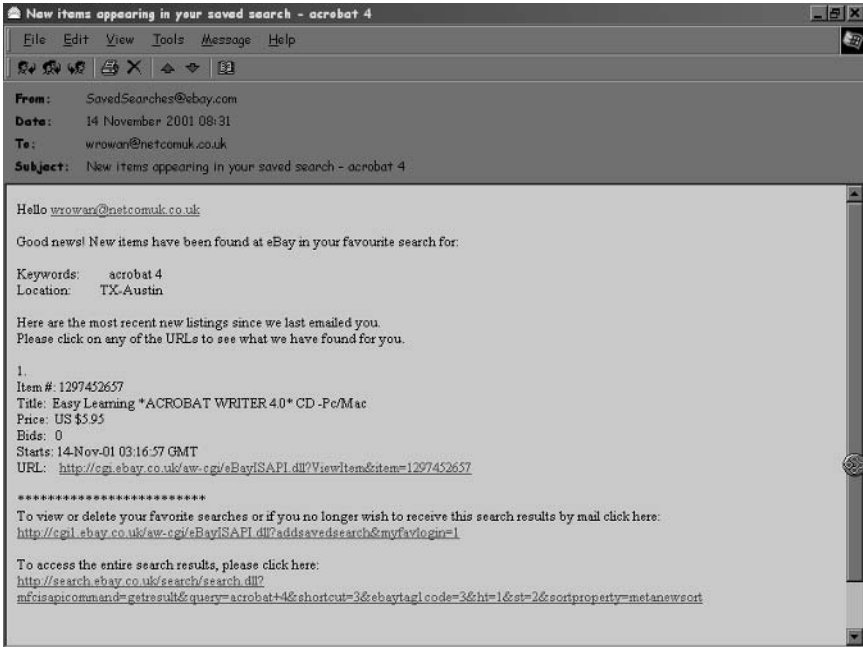 New items appearing in your saved search - acrobat 4
File Edit View Tools Message Help
From: SavedSearches@ebay.com
Date: 14 November 2001 08:31
To: wrowan@netcomuk.co.uk
Subject: New items appearing in your saved search - acrobat 4
Hello wrowan@netcomuk.co.uk
Good news! New items have been found at eBay in your favourite search for:
Keywords: acrobat 4
Location: TX-Austin
Here are the most recent new listings since we last emailed you.
Please click on any of the URLs to see what we have found for you.
1.
Item #: 1297452657
Title: Easy Learning *ACROBAT WRITER 4.0* CD -Pc/Mac
Price: US $5.95
Bids: 0
Starts: 14-Nov-01 03:16:57 GMT
URL: http://cgi.ebay.co.uk/aw-cgi/eBayISAPI.dll?ViewItem&item=1297452657
*************************
To view or delete your favorite searches or if you no longer wish to receive this search results by mail click here:
http://cgi1.ebay.co.uk/aw-cgi/eBayISAPI.dll?addsavedsearch&myfavlogin=1
To access the entire search results, please click here:
http://search.ebay.co.uk/search/search.dll?
mfcisapicommand=getresult&query=acrobat+4&shortcut=3&ebaytag1code=3&ht=1&st=2&sortproperty=metanewsort